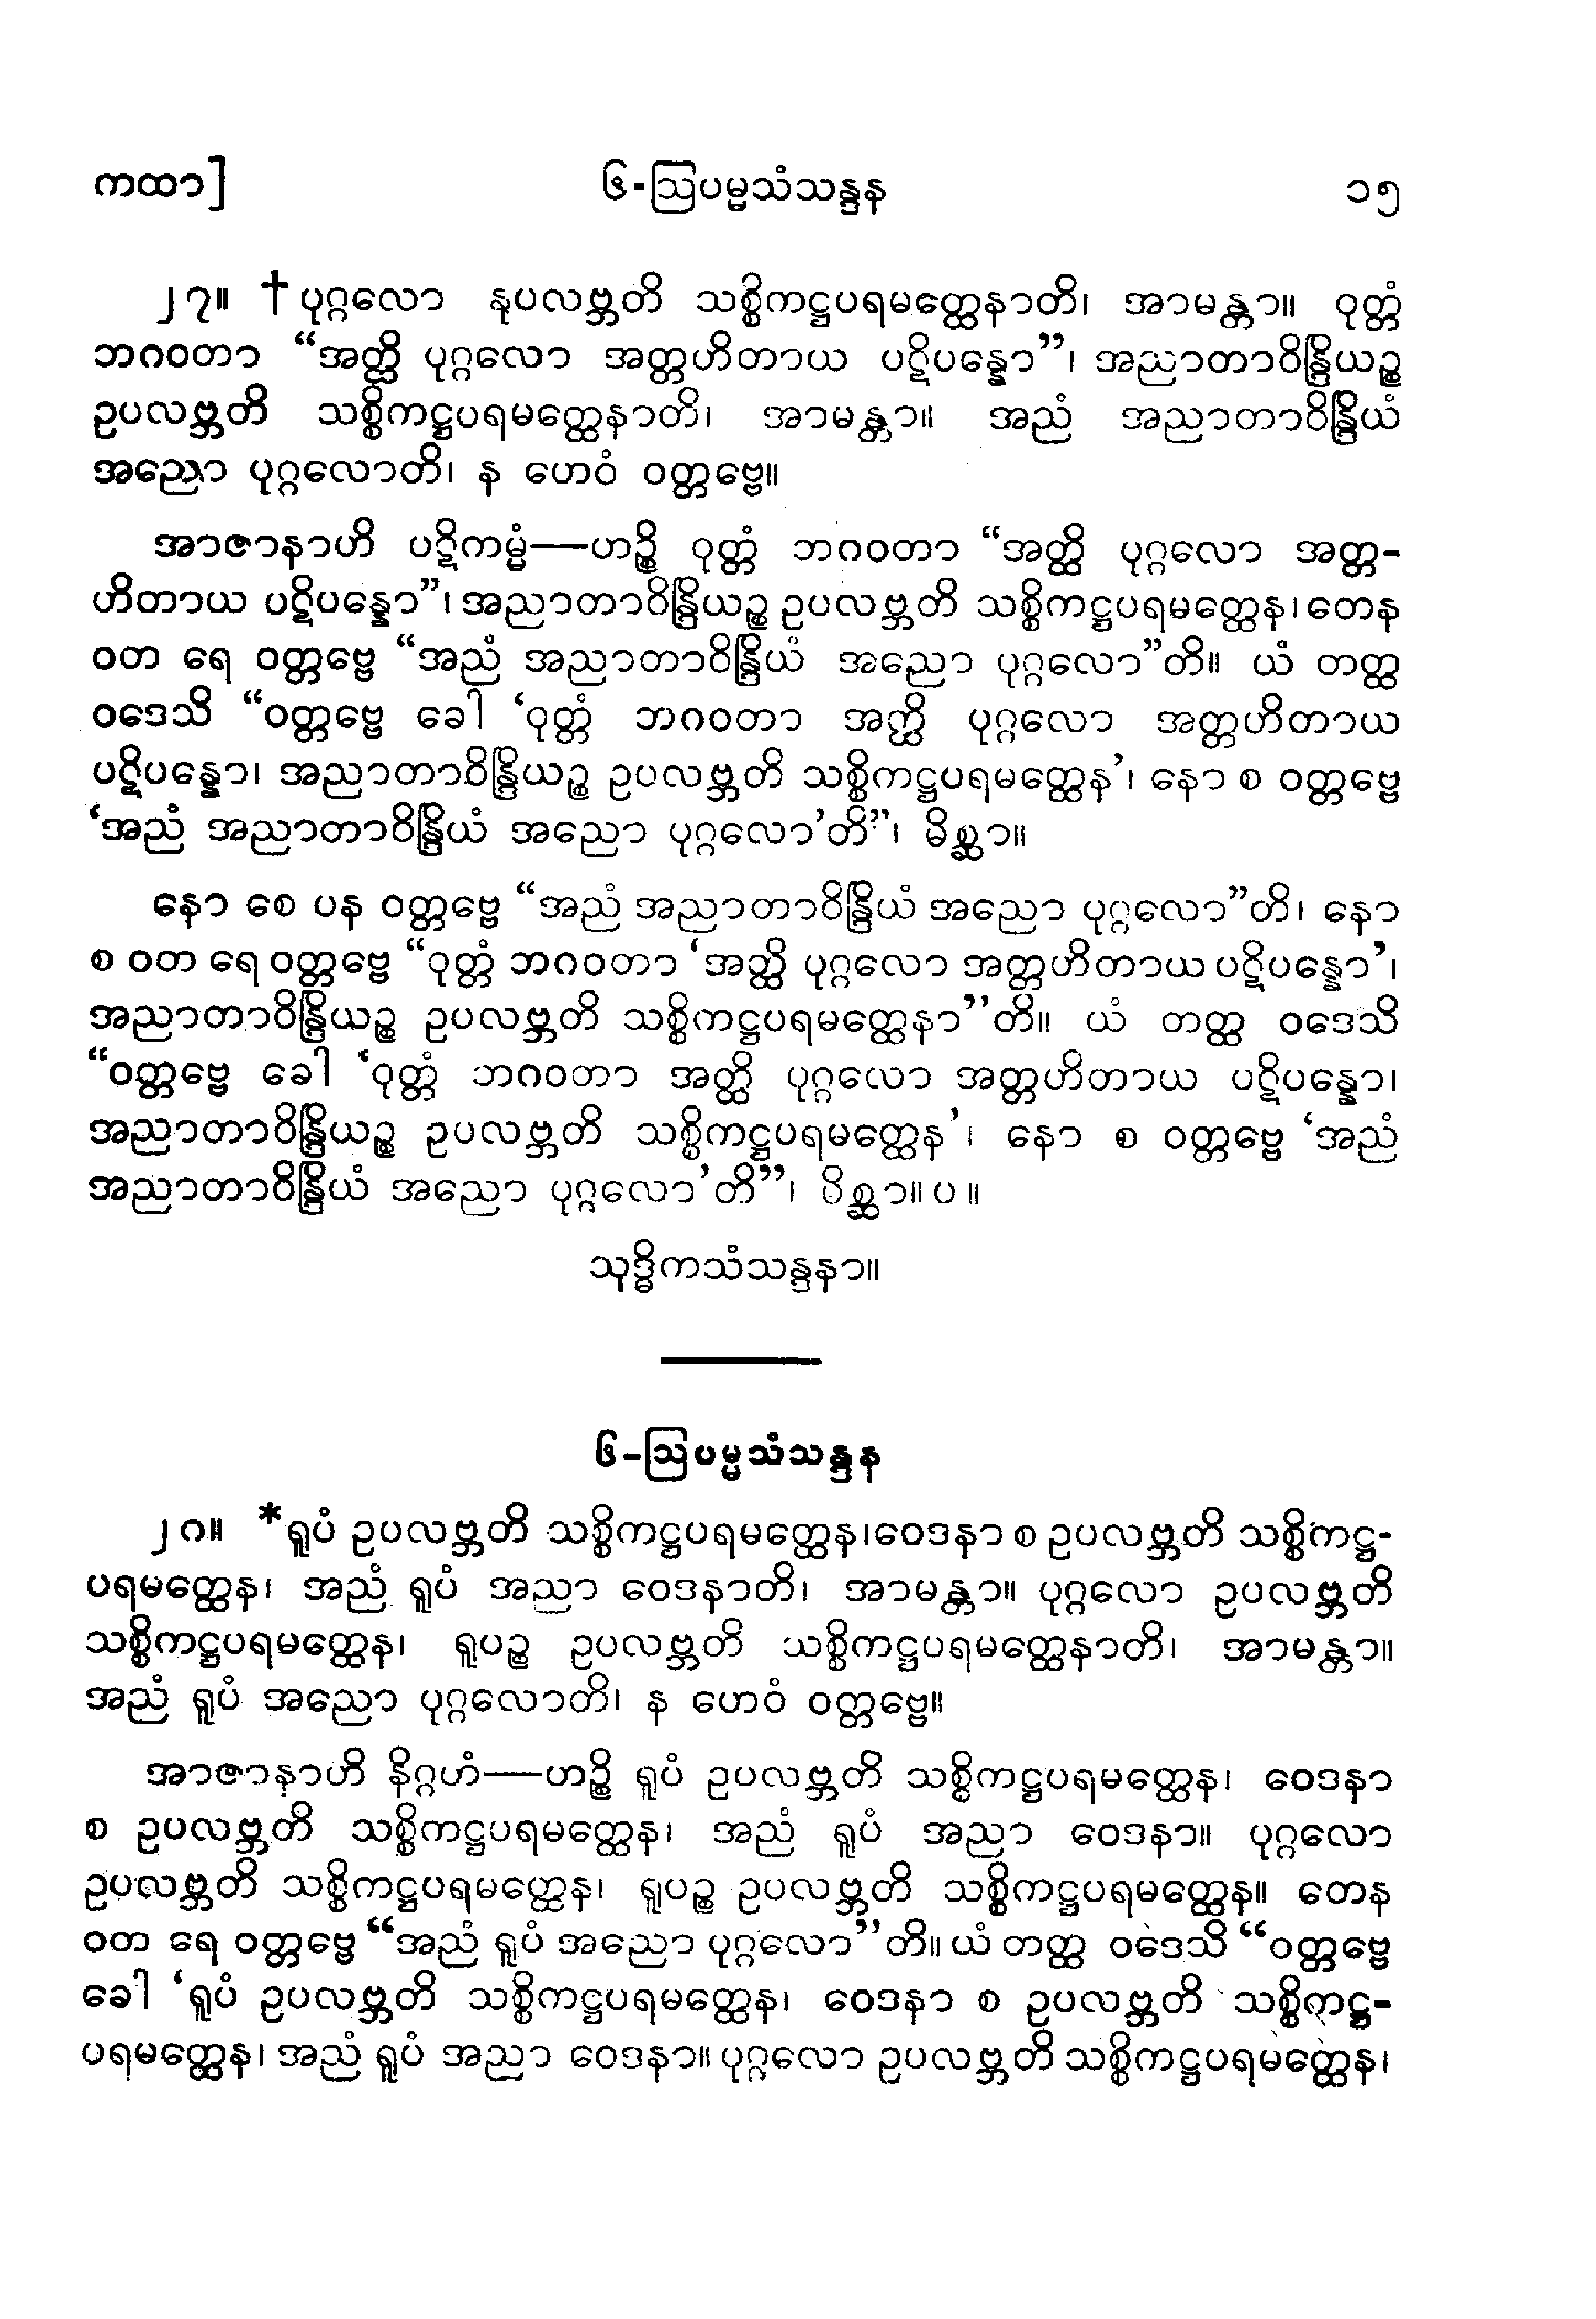 ကထာ] ၆-ဩပမ္မသံသန္ဒန ၁၅
၂၇။ †ပုဂ္ဂလော နုပလဗ္ဘတိ သစ္စိကဋ္ဌပရမတ္ထေနာတိ၊ အာမန္တာ။ ဝုတ္တံ
ဘဂဝတာ “အတ္ထိ ပုဂ္ဂလော အတ္တဟိတာယ ပဋိပန္နော”၊ အညာတာဝိန္ဒြိယဉ္စ
ဥပလဗ္ဘတိ သစ္စိကဋ္ဌပရမတ္ထေနာတိ၊ အာမန္တာ။ အညံ အညာတာဝိန္ဒြိယံ
အညော ပုဂ္ဂလောတိ၊ န ဟေဝံ ဝတ္တဗ္ဗေ။
အာဇာနာဟိ ပဋိကမ္မံ—ဟဉ္စိ ဝုတ္တံ ဘဂဝတာ “အတ္ထိ ပုဂ္ဂလော အတ္တ-
ဟိတာယ ပဋိပန္နော”၊ အညာတာဝိန္ဒြိယဉ္စ ဥပလဗ္ဘတိ သစ္စိကဋ္ဌပရမတ္ထေန၊ တေန
ဝတ ရေ ဝတ္တဗ္ဗေ “အညံ အညာတာဝိန္ဒြိယံ အညော ပုဂ္ဂလော”တိ။ ယံ တတ္ထ
ဝဒေသိ “ဝတ္တဗ္ဗေ ခေါ ‘ဝုတ္တံ ဘဂဝတာ အတ္ထိ ပုဂ္ဂလော အတ္တဟိတာယ
ပဋိပန္နော၊ အညာတာဝိန္ဒြိယဉ္စ ဥပလဗ္ဘတိ သစ္စိကဋ္ဌပရမတ္ထေန’၊ နော စ ဝတ္တဗ္ဗေ
‘အညံ အညာတာဝိန္ဒြိယံ အညော ပုဂ္ဂလော’တိ”၊ မိစ္ဆာ။
နော စေ ပန ဝတ္တဗ္ဗေ “အညံ အညာတာဝိန္ဒြိယံ အညော ပုဂ္ဂလော”တိ၊ နော
စ ဝတ ရေ ဝတ္တဗ္ဗေ “ဝုတ္တံ ဘဂဝတာ ‘အတ္ထိ ပုဂ္ဂလော အတ္တဟိတာယ ပဋိပန္နော’၊
အညာတာဝိန္ဒြိယဉ္စ ဥပလဗ္ဘတိ သစ္စိကဋ္ဌပရမတ္ထေနာ”တိ။ ယံ တတ္ထ ဝဒေသိ
“ဝတ္တဗ္ဗေ ခေါ ‘ဝုတ္တံ ဘဂဝတာ အတ္ထိ ပုဂ္ဂလော အတ္တဟိတာယ ပဋိပန္နော၊
အညာတာဝိန္ဒြိယဉ္စ ဥပလဗ္ဘတိ သစ္စိကဋ္ဌပရမတ္ထေန’၊ နော စ ဝတ္တဗ္ဗေ ‘အညံ
အညာတာဝိန္ဒြိယံ အညော ပုဂ္ဂလော’တိ”၊ မိစ္ဆာ။ ပ ။
သုဒ္ဓိကသံသန္ဒနာ။
၆-ဩပမ္မသံသန္ဒန
၂၈။ *ရူပံ ဥပလဗ္ဘတိ သစ္စိကဋ္ဌပရမတ္ထေန၊ ဝေဒနာ စ ဥပလဗ္ဘတိ သစ္စိကဋ္ဌ-
ပရမတ္ထေန၊ အညံ ရူပံ အညာ ဝေဒနာတိ၊ အာမန္တာ။ ပုဂ္ဂလော ဥပလဗ္ဘတိ
သစ္စိကဋ္ဌပရမတ္ထေန၊ ရူပဉ္စ ဥပလဗ္ဘတိ သစ္စိကဋ္ဌပရမတ္ထေနာတိ၊ အာမန္တာ။
အညံ ရူပံ အညော ပုဂ္ဂလောတိ၊ န ဟေဝံ ဝတ္တဗ္ဗေ။
အာဇာနာဟိ နိဂ္ဂဟံ—ဟဉ္စိ ရူပံ ဥပလဗ္ဘတိ သစ္စိကဋ္ဌပရမတ္ထေန၊ ဝေဒနာ
စ ဥပလဗ္ဘတိ သစ္စိကဋ္ဌပရမတ္ထေန၊ အညံ ရူပံ အညာ ဝေဒနာ။ ပုဂ္ဂလော
ဥပလဗ္ဘတိ သစ္စိကဋ္ဌပရမတ္ထေန၊ ရူပဉ္စ ဥပလဗ္ဘတိ သစ္စိကဋ္ဌပရမတ္ထေန။ တေန
ဝတ ရေ ဝတ္တဗ္ဗေ “အညံ ရူပံ အညော ပုဂ္ဂလော”တိ။ ယံ တတ္ထ ဝဒေသိ “ဝတ္တဗ္ဗေ
ခေါ ‘ရူပံ ဥပလဗ္ဘတိ သစ္စိကဋ္ဌပရမတ္ထေန၊ ဝေဒနာ စ ဥပလဗ္ဘတိ သစ္စိကဋ္ဌ-
ပရမတ္ထေန၊ အညံ ရူပံ အညာ ဝေဒနာ။ ပုဂ္ဂလော ဥပလဗ္ဘတိ သစ္စိကဋ္ဌပရမတ္ထေန၊